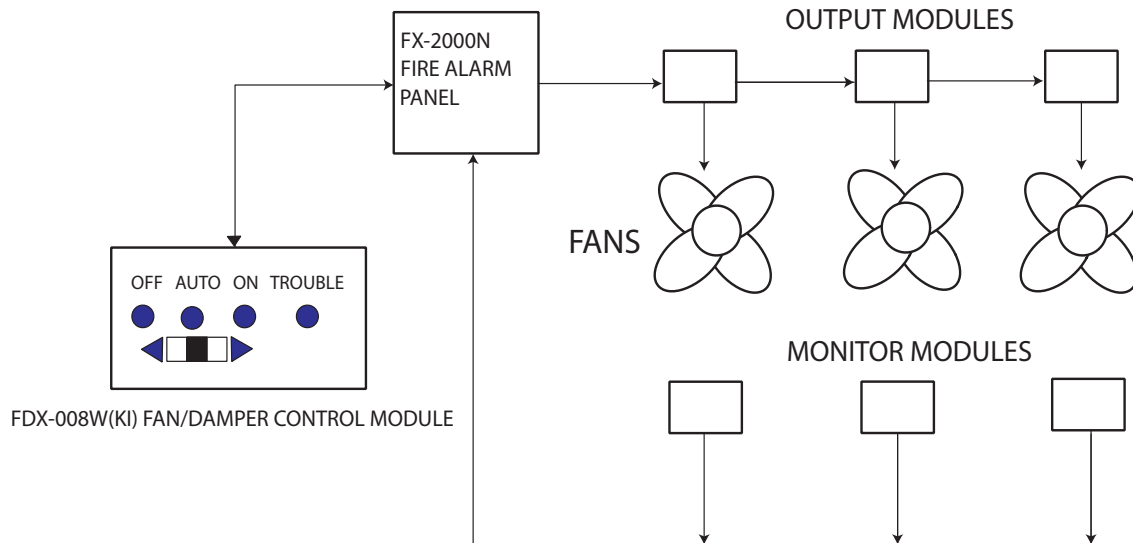 OUTPUT MODULES
FX-2000N
FIRE ALARM
PANEL
FANS
OFF AUTO ON TROUBLE
MONITOR MODULES
FDX-008W(KI) FAN/DAMPER CONTROL MODULE